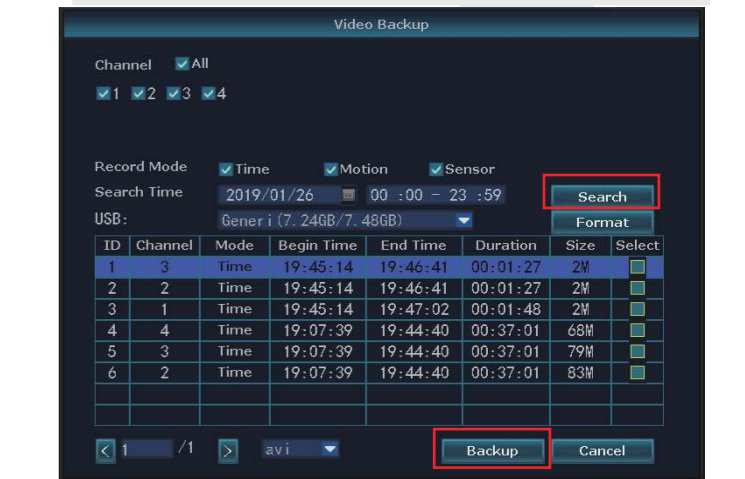 Video Backup
Channel All
1 2 3 4
Record Mode Time Motion Sensor
Search Time 2019/01/26 00 :00 - 23 :59 Search
USB: Generi(7.24GB/7.48GB) Format
ID Channel Mode Begin Time End Time Duration Size Select
1 3 Time 19:45:14 19:46:41 00:01:27 2M
2 2 Time 19:45:14 19:46:41 00:01:27 2M
3 1 Time 19:45:14 19:47:02 00:01:48 2M
4 4 Time 19:07:39 19:44:40 00:37:01 68M
5 3 Time 19:07:39 19:44:40 00:37:01 79M
6 2 Time 19:07:39 19:44:40 00:37:01 83M
< 1 /1 > avi Backup Cancel